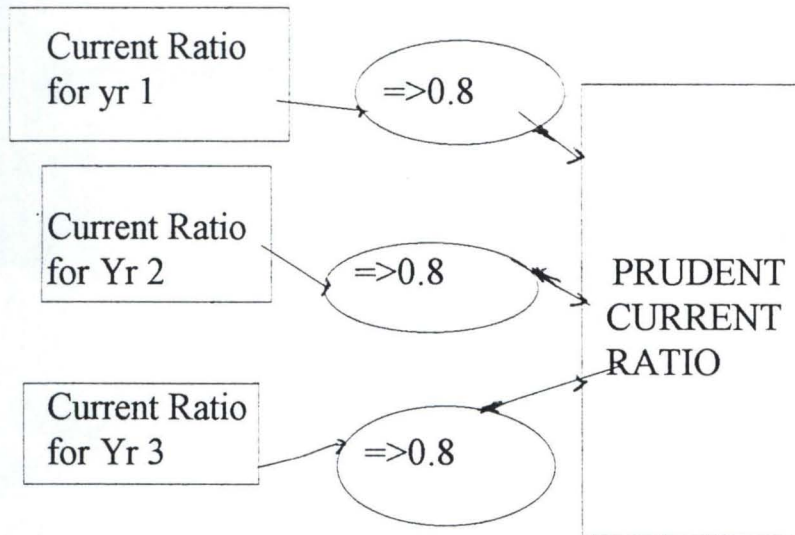 Current Ratio
for yr 1
=>0.8
Current Ratio
for Yr 2
=>0.8
PRUDENT
CURRENT
RATIO
Current Ratio
for Yr 3
=>0.8